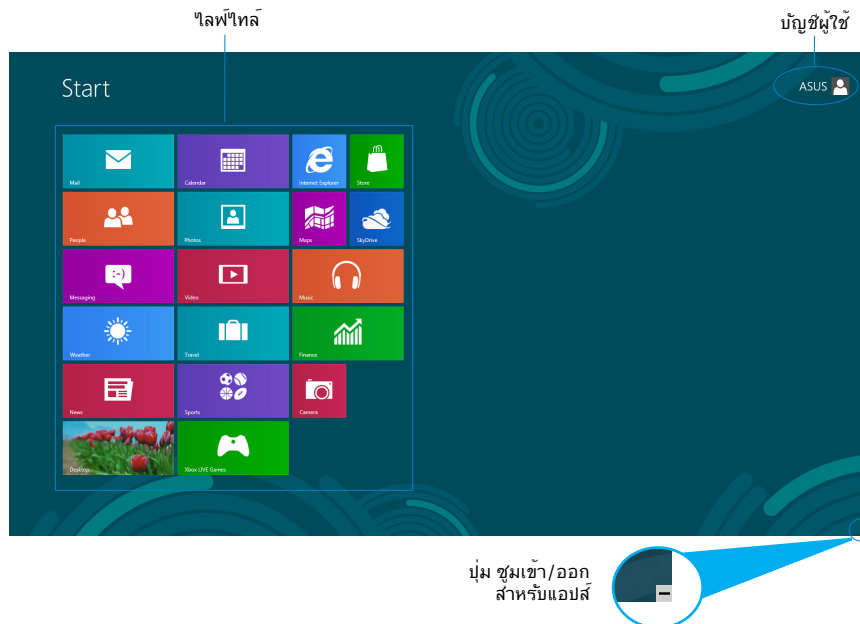 ไลฟ์ไทล์
บัญชีผู้ใช้
Start
ASUS
Mail
Calendar
Internet Explorer
Store
People
Photos
Maps
SkyDrive
Messaging
Video
Music
Weather
Travel
Finance
News
Sports
Camera
Desktop
Xbox LIVE Games
ปุ่ม ซูมเข้า/ออก
สำหรับแอปส์